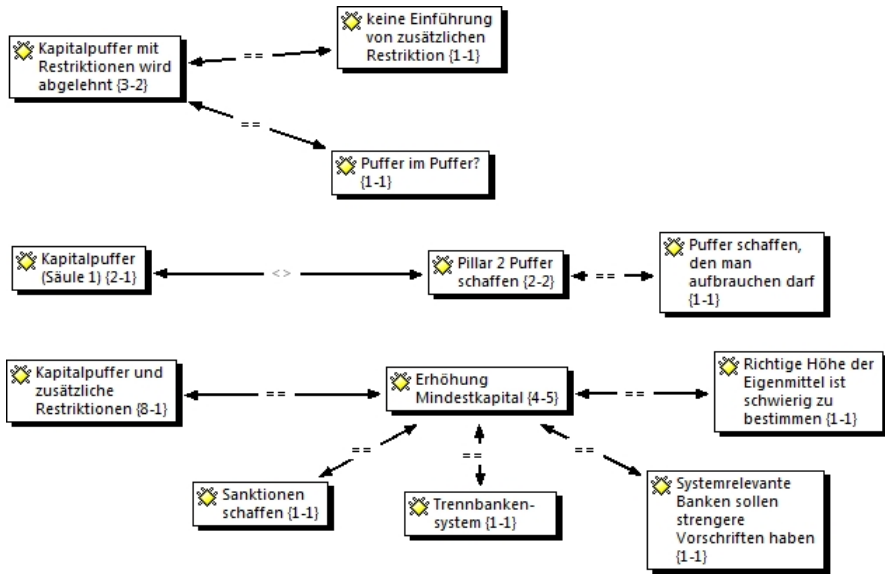 Kapitalpuffer mit
Restriktionen wird
abgelehnt {3-2}
==
keine Einführung
von zusätzlichen
Restriktion {1-1}
==
Puffer im Puffer?
{1-1}
Kapitalpuffer
(Säule 1) {2-1}
<>
Pillar 2 Puffer
schaffen {2-2}
==
Puffer schaffen,
den man
aufbrauchen darf
{1-1}
Kapitalpuffer und
zusätzliche
Restriktionen {8-1}
==
Erhöhung
Mindestkapital {4-5}
==
Richtige Höhe der
Eigenmittel ist
schwierig zu
bestimmen {1-1}
==
Sanktionen
schaffen {1-1}
==
Trennbanken-
system {1-1}
==
Systemrelevante
Banken sollen
strengere
Vorschriften haben
{1-1}